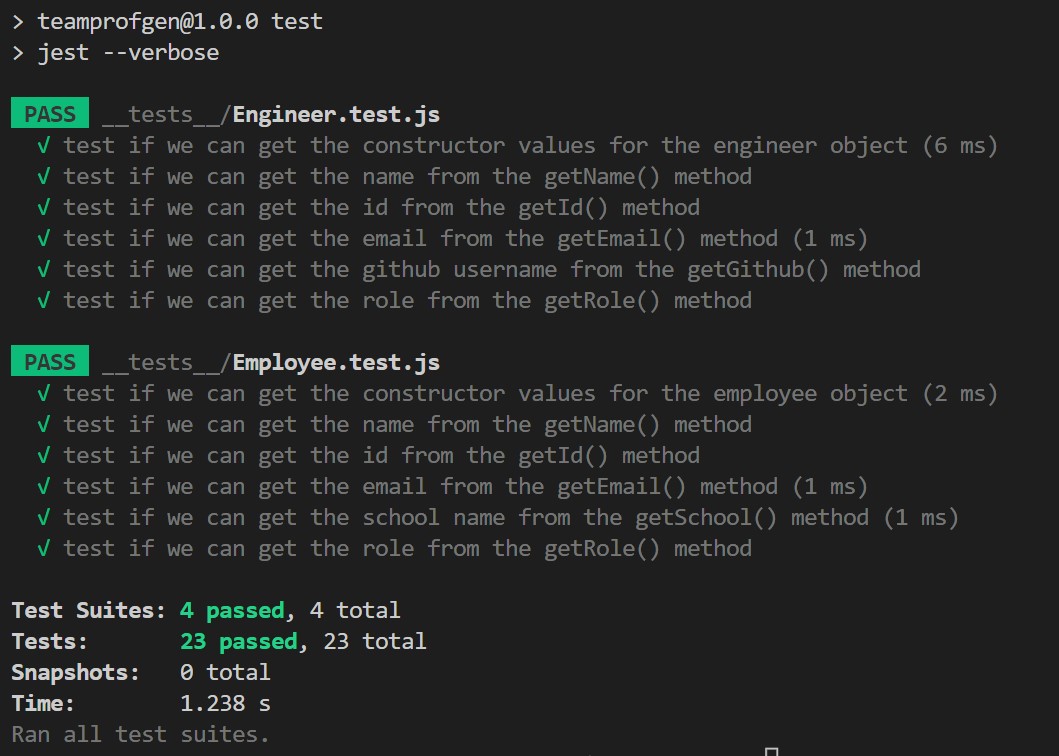 > teamprofgen@1.0.0 test
> jest --verbose
PASS __tests__/Engineer.test.js
√ test if we can get the constructor values for the engineer object (6 ms)
√ test if we can get the name from the getName() method
√ test if we can get the id from the getId() method
√ test if we can get the email from the getEmail() method (1 ms)
√ test if we can get the github username from the getGithub() method
√ test if we can get the role from the getRole() method
PASS __tests__/Employee.test.js
√ test if we can get the constructor values for the employee object (2 ms)
√ test if we can get the name from the getName() method
√ test if we can get the id from the getId() method
√ test if we can get the email from the getEmail() method (1 ms)
√ test if we can get the school name from the getSchool() method (1 ms)
√ test if we can get the role from the getRole() method
Test Suites: 4 passed, 4 total
Tests: 23 passed, 23 total
Snapshots: 0 total
Time: 1.238 s
Ran all test suites.